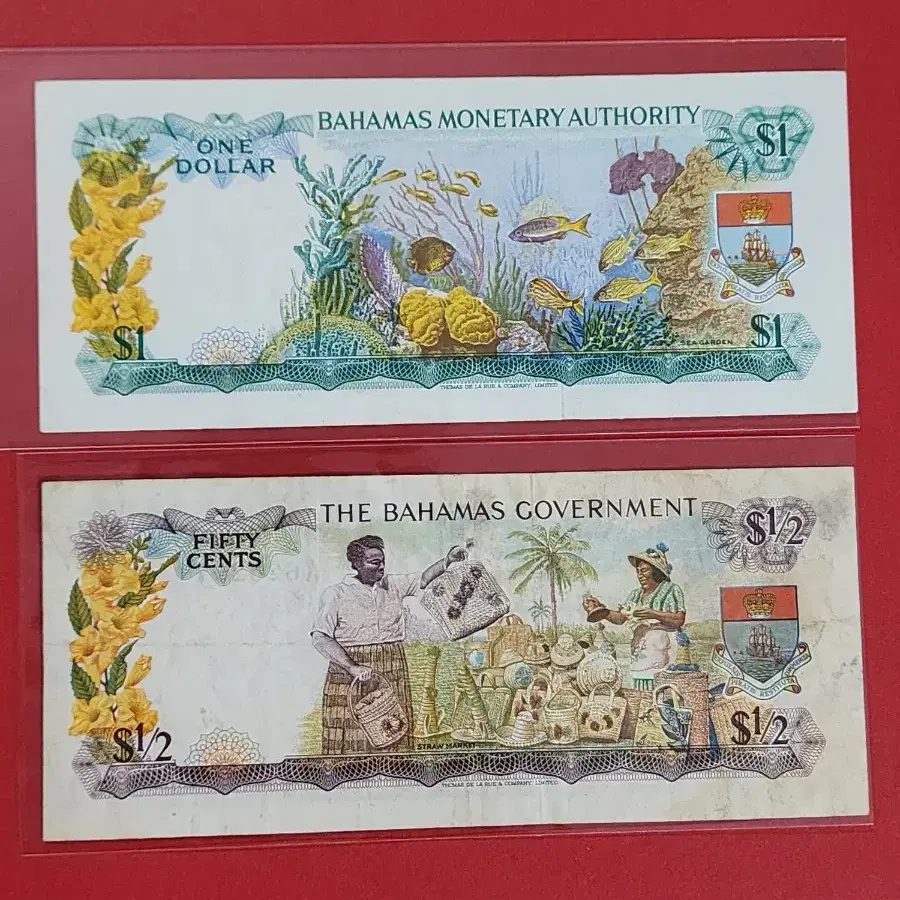 BAHAMAS MONETARY AUTHORITY
ONE
DOLLAR
$1
$1
SEA GARDEN
$1
THOMAS DE LA RUE & COMPANY, LIMITED
THE BAHAMAS GOVERNMENT
FIFTY
CENTS
$1/2
$1/2
STRAW MARKET
$1/2
THOMAS DE LA RUE & COMPANY, LIMITED